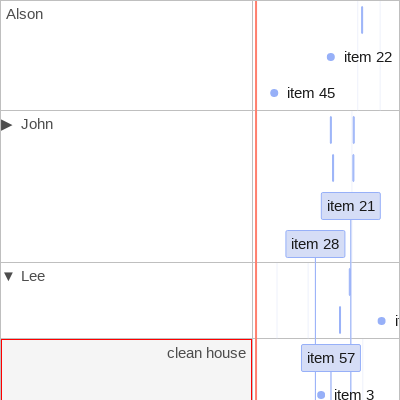 Alson
item 22
item 45
▶ John
item 21
item 28
▼ Lee
clean house
item 57
item 3